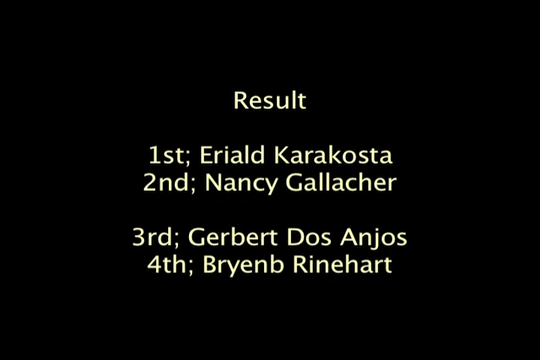 Result
1st; Eriald Karakosta
2nd; Nancy Gallacher
3rd; Gerbert Dos Anjos
4th; Bryenb Rinehart